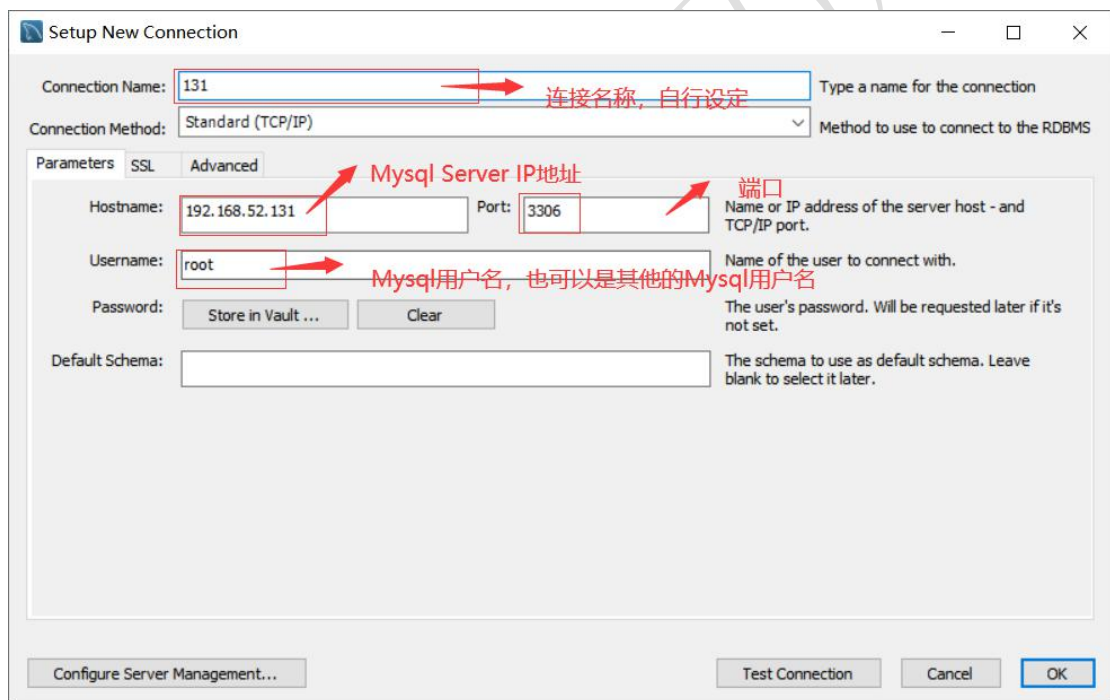 Setup New Connection
Connection Name: 131 连接名称，自行设定 Type a name for the connection
Connection Method: Standard (TCP/IP) Method to use to connect to the RDBMS
Parameters SSL Advanced
Mysql Server IP地址 端口
Hostname: 192.168.52.131 Port: 3306 Name or IP address of the server host - and
TCP/IP port.
Username: root Name of the user to connect with.
Mysql用户名，也可以是其他的Mysql用户名
Password: Store in Vault ... Clear The user's password. Will be requested later if it's
not set.
Default Schema: The schema to use as default schema. Leave
blank to select it later.
Configure Server Management... Test Connection Cancel OK